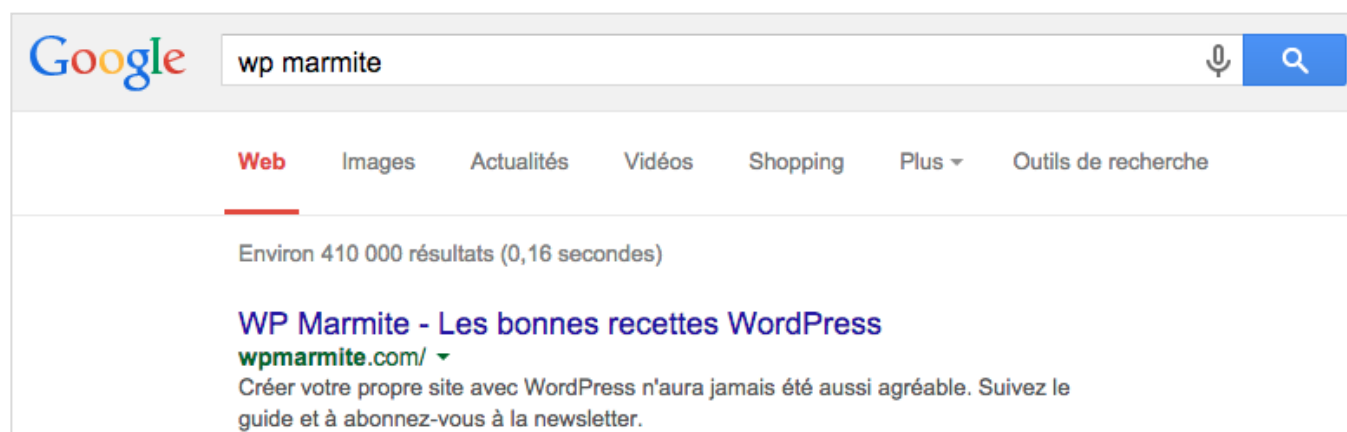 Google wp marmite
Web Images Actualités Vidéos Shopping Plus Outils de recherche
Environ 410 000 résultats (0,16 secondes)
WP Marmite - Les bonnes recettes WordPress
wpmarmite.com/
Créer votre propre site avec WordPress n'aura jamais été aussi agréable. Suivez le
guide et à abonnez-vous à la newsletter.